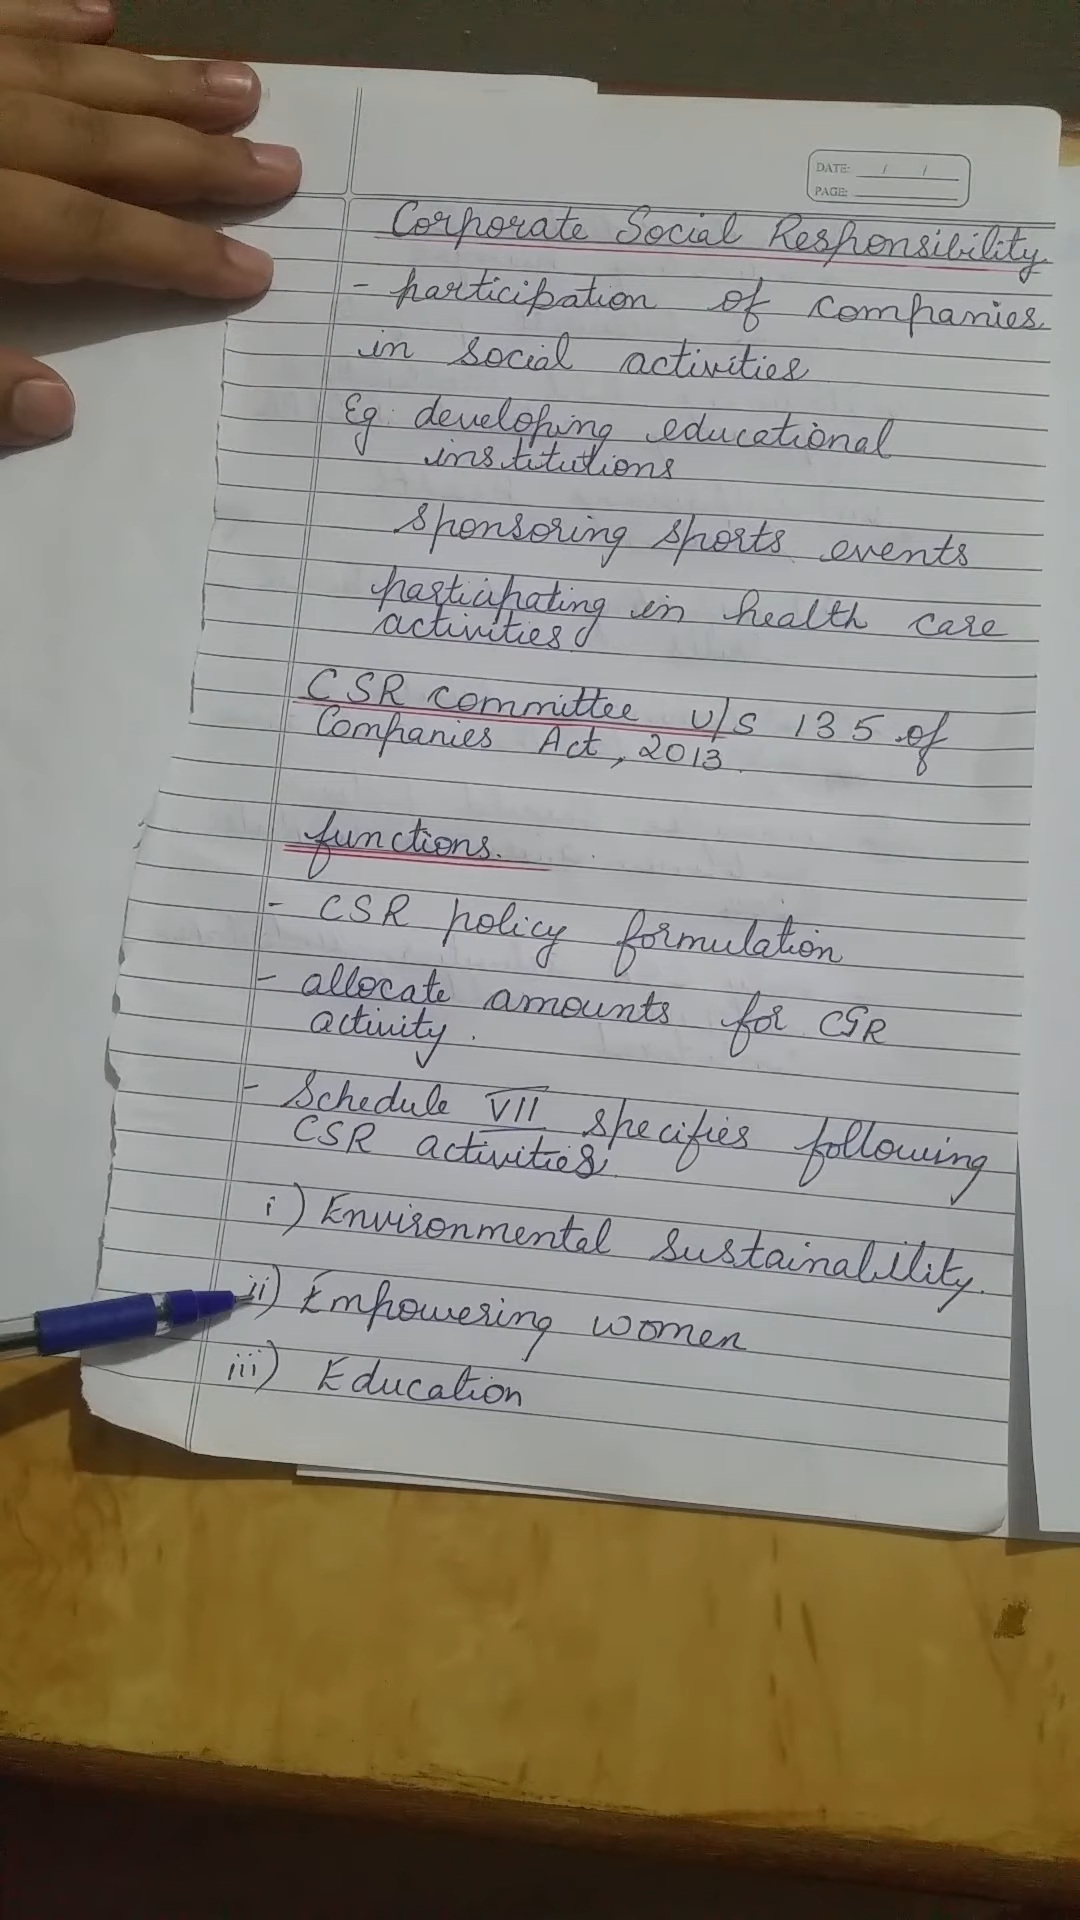 DATE: / /
PAGE:
Corporate Social Responsibility
- participation of companies
in social activities
Eg: developing educational
institutions
sponsoring sports events
participating in health care
activities
CSR committee u/s 135 of
Companies Act, 2013
functions.
- CSR policy formulation
- allocate amounts for CSR
activity.
- Schedule VII specifies following
CSR activities.
i) Environmental sustainability.
ii) Empowering women
iii) Education